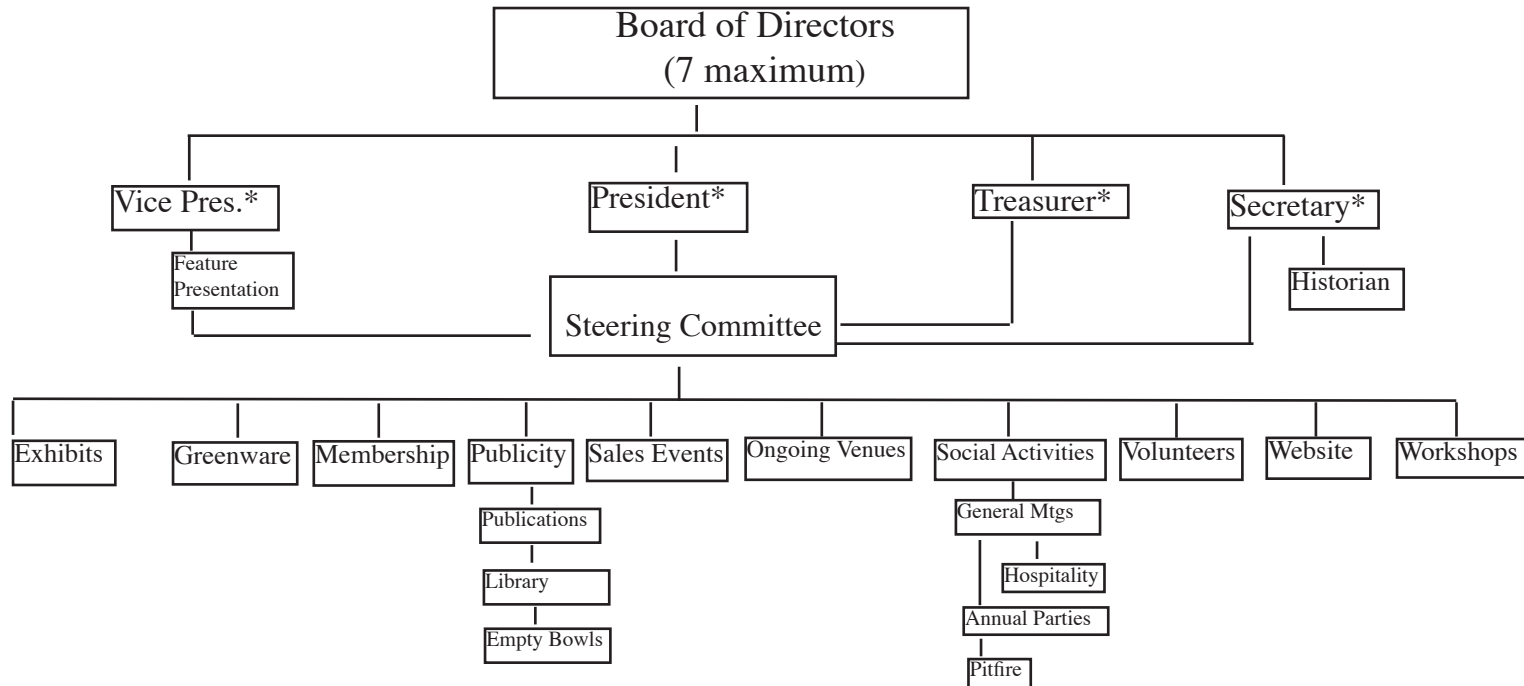 Board of Directors
(7 maximum)
Vice Pres.*
President*
Treasurer*
Secretary*
Feature
Presentation
Historian
Steering Committee
Exhibits
Greenware
Membership
Publicity
Sales Events
Ongoing Venues
Social Activities
Volunteers
Website
Workshops
Publications
Library
Empty Bowls
General Mtgs
Hospitality
Annual Parties
Pitfire